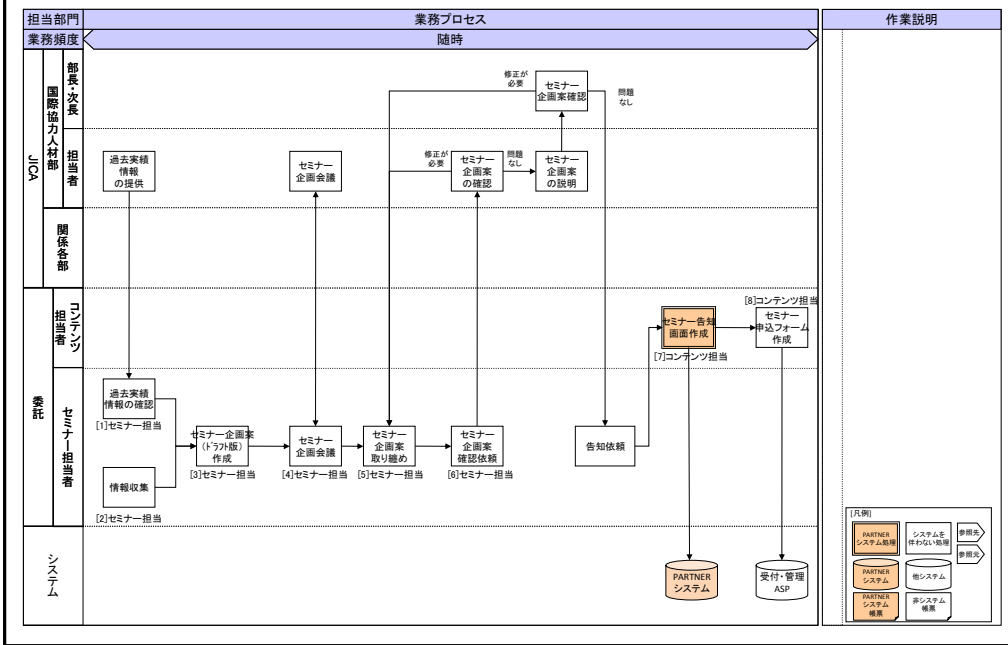 担当部門
業務プロセス
作業説明
業務頻度
随時
JICA
国際協力人材部
部長・次長
修正が
必要
セミナー
企画案確認
問題
なし
担当者
過去実績
情報
の提供
セミナー
企画会議
修正が
必要
セミナー
企画案
の確認
問題
なし
セミナー
企画案
の説明
関係各部
委託
コンテンツ
担当者
セミナー告知
画面作成
[7]コンテンツ担当
[8]コンテンツ担当
セミナー
申込フォーム
作成
セミナー担当者
過去実績
情報の確認
[1]セミナー担当
情報収集
[2]セミナー担当
セミナー企画案
(ドラフト版)
作成
[3]セミナー担当
セミナー
企画会議
[4]セミナー担当
セミナー
企画案
取り纏め
[5]セミナー担当
セミナー
企画案
確認依頼
[6]セミナー担当
告知依頼
システム
PARTNER
システム
受付・管理
ASP
[凡例]
PARTNER
システム処理
システムを
伴わない処理
参照先
参照元
PARTNER
システム
他システム
PARTNER
システム
帳票
非システム
帳票